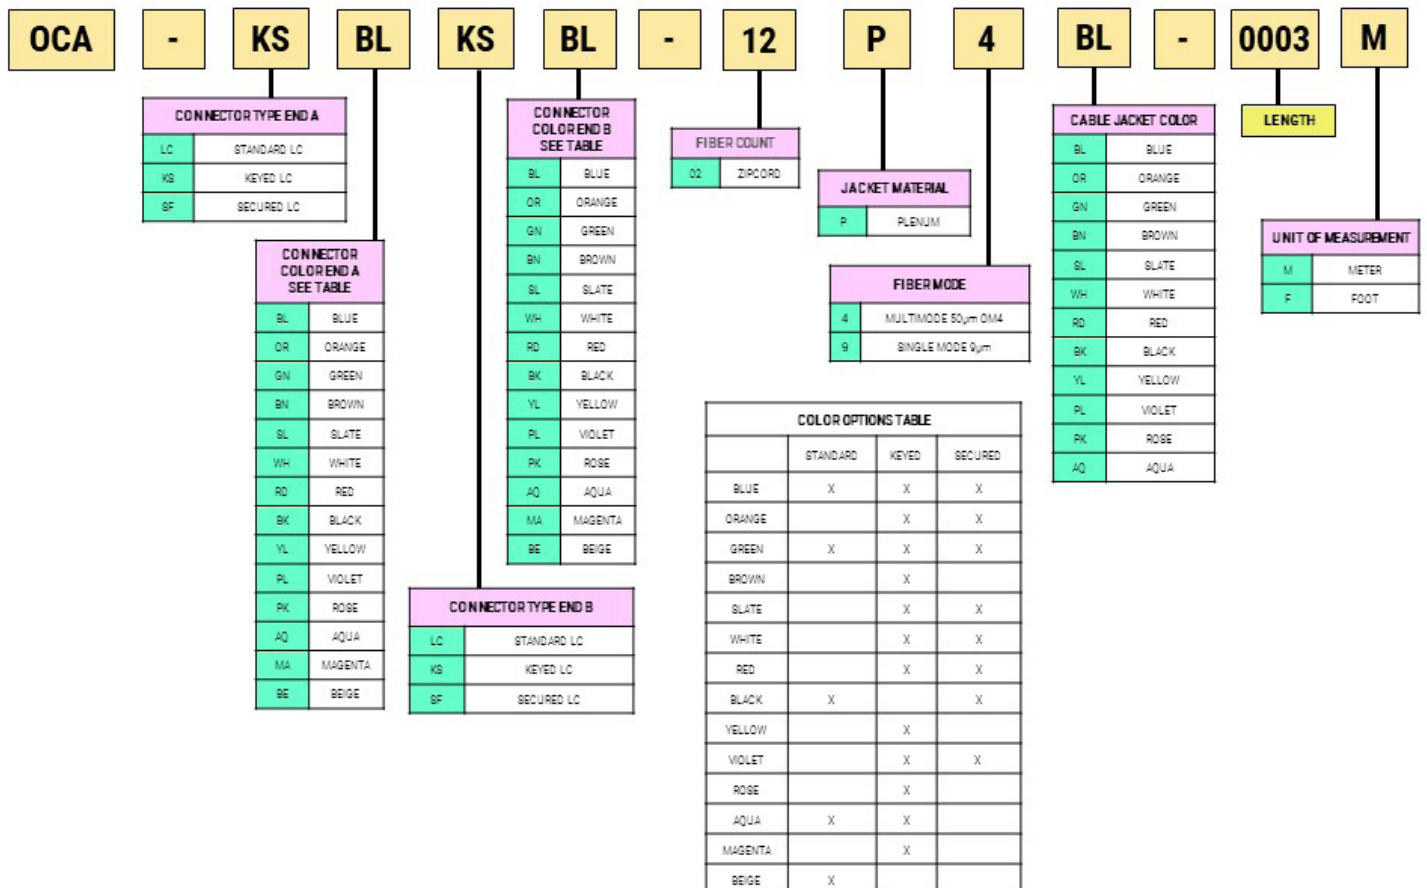 OCA - KS BL KS BL - 12 P 4 BL - 0003 M
CONNECTOR TYPE END A
LC STANDARD LC
KS KEYED LC
SF SECURED LC
CONNECTOR
COLOR END A
SEE TABLE
BL BLUE
OR ORANGE
GN GREEN
BN BROWN
SL SLATE
WH WHITE
RD RED
BK BLACK
YL YELLOW
PL VIOLET
PK ROSE
AQ AQUA
MA MAGENTA
BE BEIGE
CONNECTOR TYPE END B
LC STANDARD LC
KS KEYED LC
SF SECURED LC
CONNECTOR
COLOR END B
SEE TABLE
BL BLUE
OR ORANGE
GN GREEN
BN BROWN
SL SLATE
WH WHITE
RD RED
BK BLACK
YL YELLOW
PL VIOLET
PK ROSE
AQ AQUA
MA MAGENTA
BE BEIGE
FIBER COUNT
02 ZIPCORD
JACKET MATERIAL
P PLENUM
FIBER MODE
4 MULTIMODE 50µm OM4
9 SINGLE MODE 9µm
CABLE JACKET COLOR
BL BLUE
OR ORANGE
GN GREEN
BN BROWN
SL SLATE
WH WHITE
RD RED
BK BLACK
YL YELLOW
PL VIOLET
PK ROSE
AQ AQUA
LENGTH
UNIT OF MEASUREMENT
M METER
F FOOT
COLOR OPTIONS TABLE
STANDARD KEYED SECURED
BLUE X X X
ORANGE X X
GREEN X X X
BROWN X
SLATE X X
WHITE X X
RED X X
BLACK X X
YELLOW X
VIOLET X X
ROSE X
AQUA X X
MAGENTA X
BEIGE X